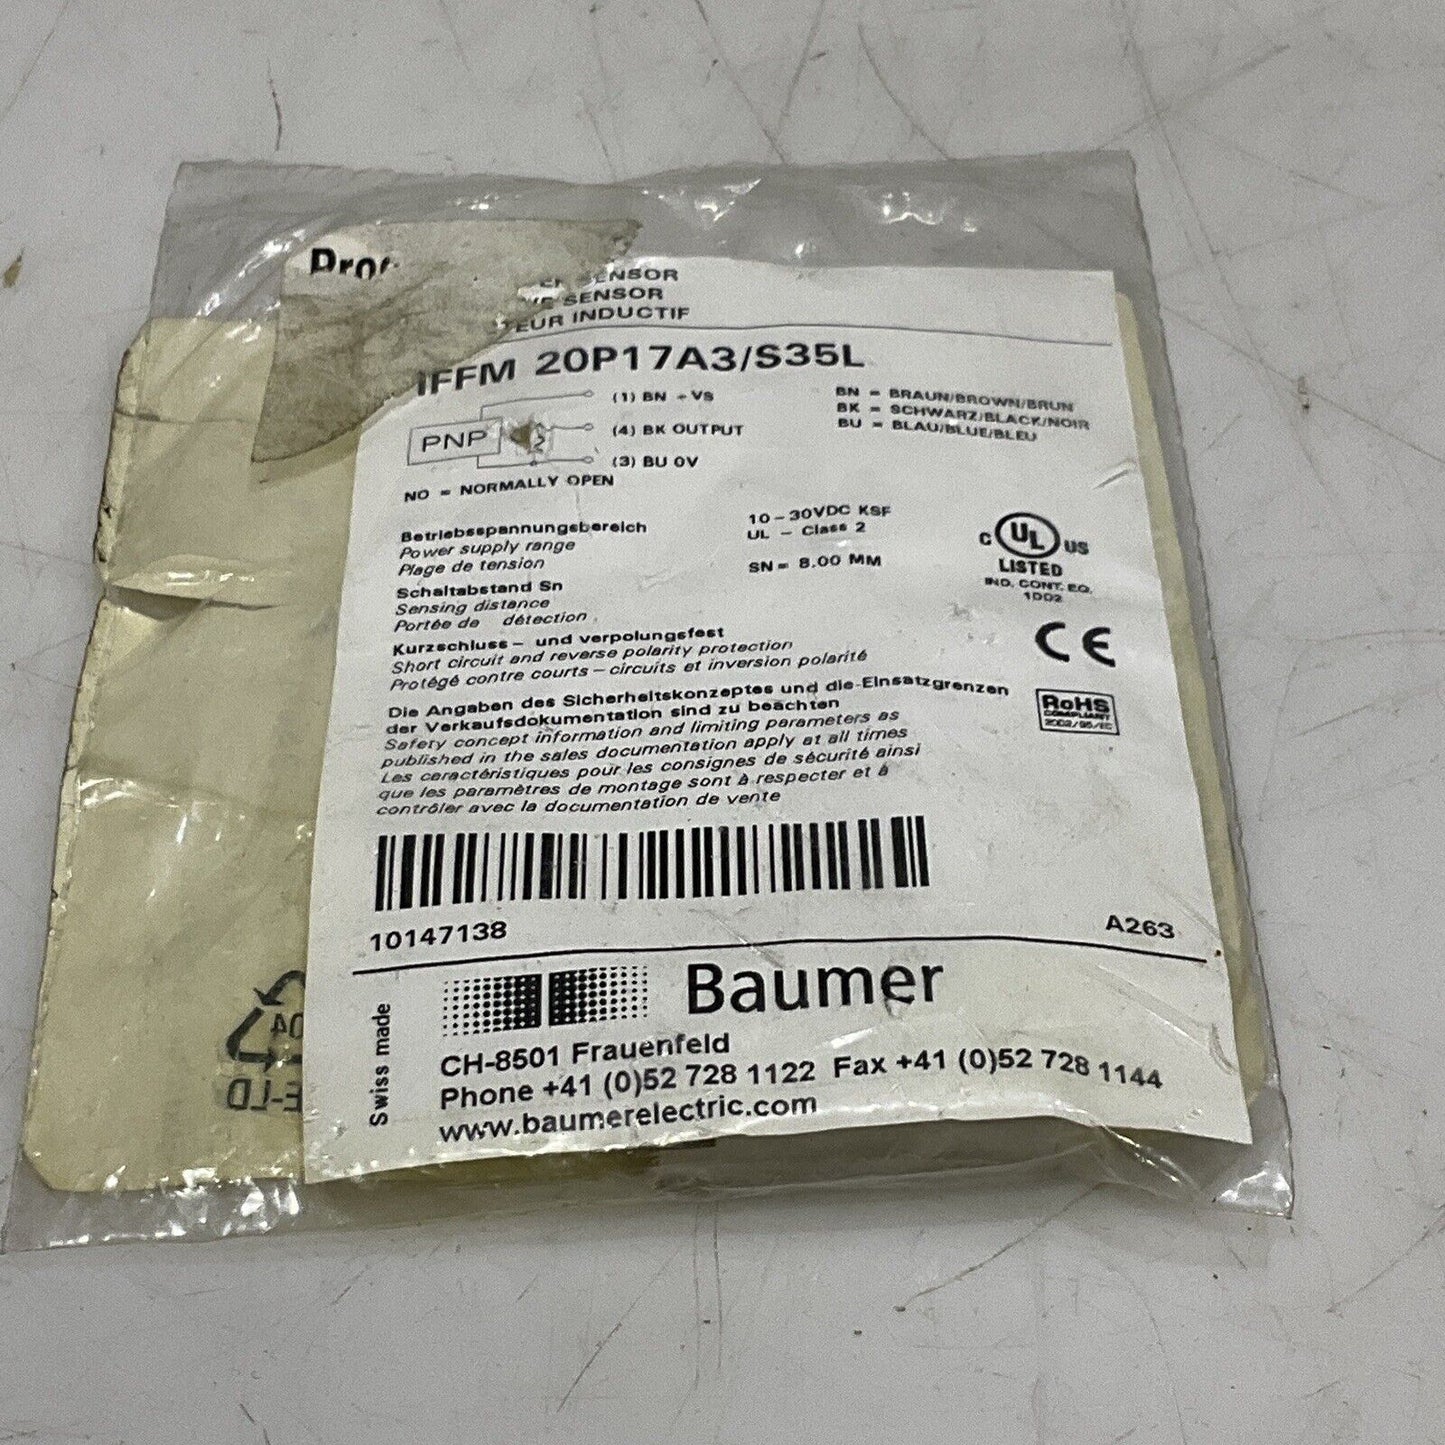 SENSOR
SENSOR
INDUCTIF
IFFM 20P17A3/S35L
PNP
(1) BN +VS
(4) BK OUTPUT
(3) BU 0V
BN = BRAUN/BROWN/BRUN
BK = SCHWARZ/BLACK/NOIR
BU = BLAU/BLUE/BLEU
NO = NORMALLY OPEN
Betriebsspannungsbereich
Power supply range
Plage de tension
10-30VDC KSF
UL - Class 2
Schaltabstand Sn
Sensing distance
Portée de détection
SN= 8.00 MM
C UL US
LISTED
IND. CONT. EQ.
1DD2
Kurzschluss- und verpolungsfest
Short circuit and reverse polarity protection
Protégé contre courts-circuits et inversion polarité
CE
Die Angaben des Sicherheitskonzeptes und die Einsatzgrenzen
der Verkaufsdokumentation sind zu beachten
Safety concept information and limiting parameters as
published in the sales documentation apply at all times
Les caractéristiques pour les consignes de sécurité ainsi
que les paramètres de montage sont à respecter et à
contrôler avec la documentation de vente
RoHS
COMPLIANT
2002/95/EC
10147138
A263
Swiss made
Baumer
CH-8501 Frauenfeld
Phone +41 (0)52 728 1122 Fax +41 (0)52 728 1144
www.baumerelectric.com